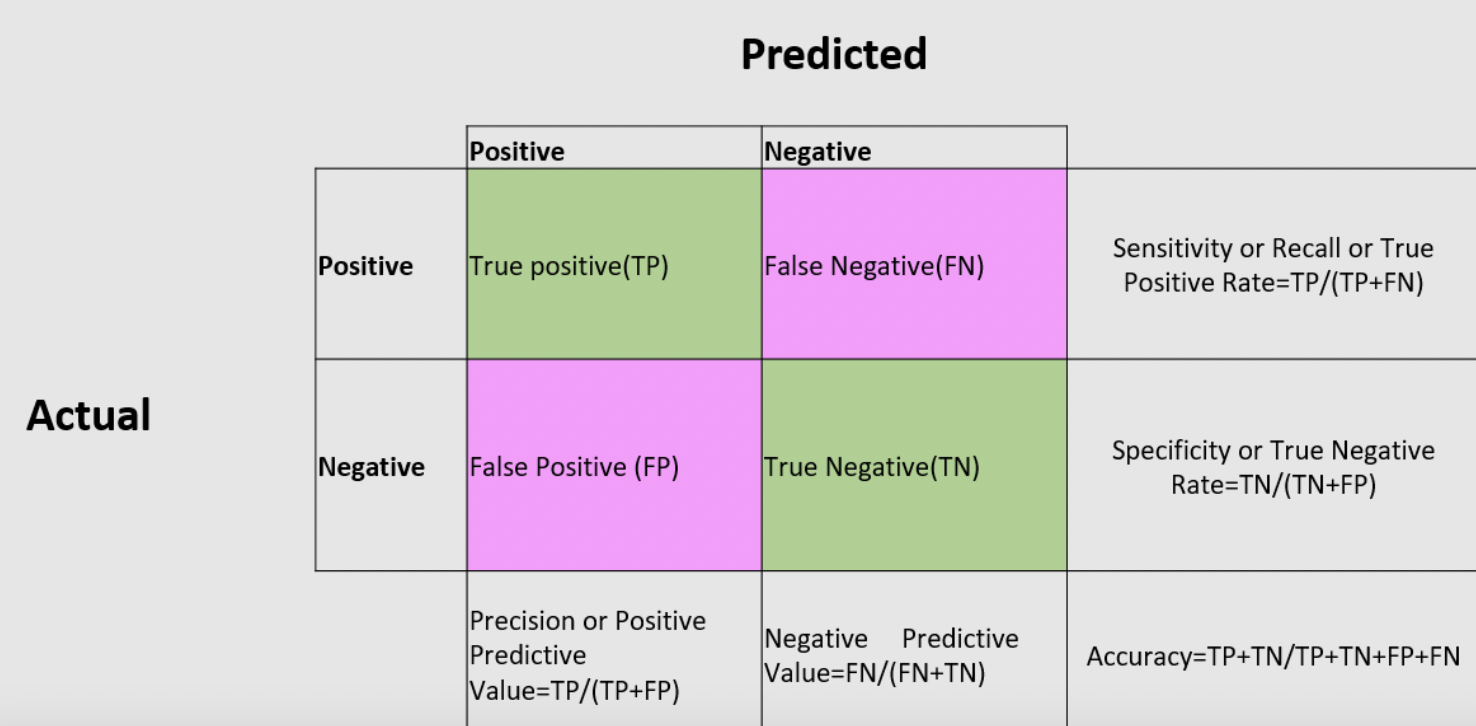 Predicted
Positive
Negative
Positive
True positive(TP)
False Negative(FN)
Sensitivity or Recall or True
Positive Rate=TP/(TP+FN)
Actual
Negative
False Positive (FP)
True Negative(TN)
Specificity or True Negative
Rate=TN/(TN+FP)
Precision or Positive
Predictive
Value=TP/(TP+FP)
Negative Predictive
Value=FN/(FN+TN)
Accuracy=TP+TN/TP+TN+FP+FN